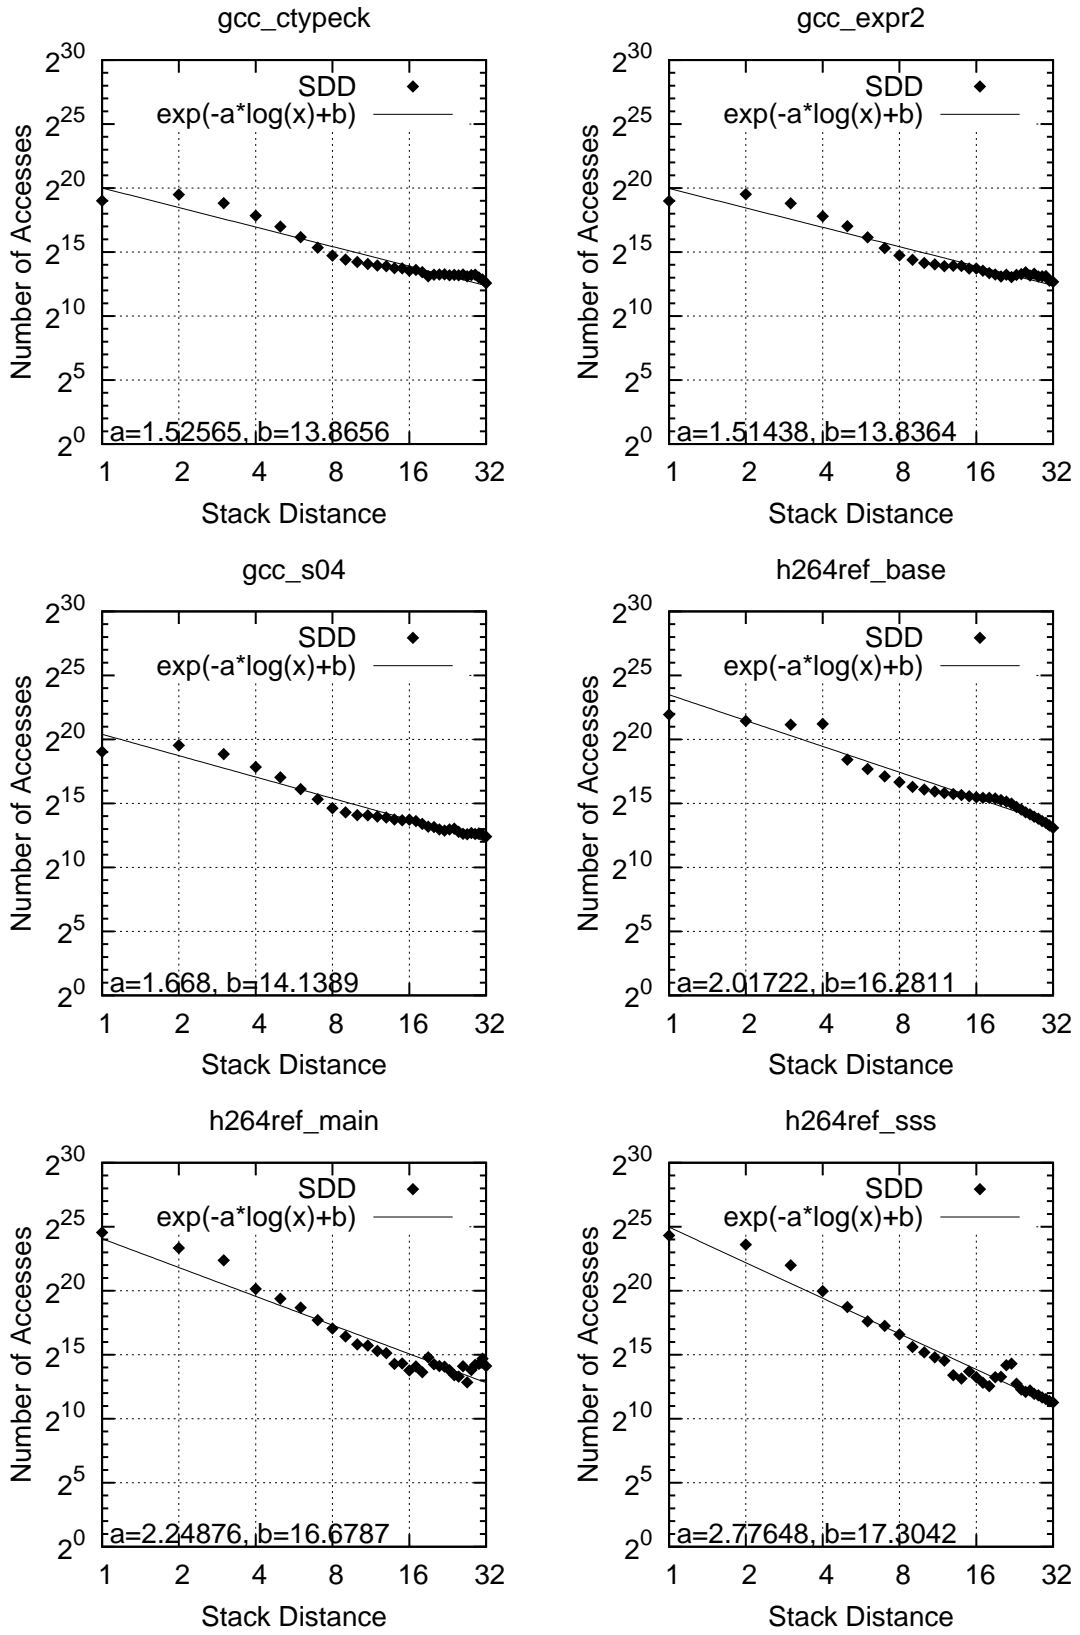 gcc_ctypeck
2^30
2^25
2^20
2^15
2^10
2^5
2^0
Number of Accesses
SDD
exp(-a*log(x)+b)
a=1.52565, b=13.8656
1 2 4 8 16 32
Stack Distance
gcc_expr2
2^30
2^25
2^20
2^15
2^10
2^5
2^0
Number of Accesses
SDD
exp(-a*log(x)+b)
a=1.51438, b=13.8364
1 2 4 8 16 32
Stack Distance
gcc_s04
2^30
2^25
2^20
2^15
2^10
2^5
2^0
Number of Accesses
SDD
exp(-a*log(x)+b)
a=1.668, b=14.1389
1 2 4 8 16 32
Stack Distance
h264ref_base
2^30
2^25
2^20
2^15
2^10
2^5
2^0
Number of Accesses
SDD
exp(-a*log(x)+b)
a=2.01722, b=16.2811
1 2 4 8 16 32
Stack Distance
h264ref_main
2^30
2^25
2^20
2^15
2^10
2^5
2^0
Number of Accesses
SDD
exp(-a*log(x)+b)
a=2.24876, b=16.6787
1 2 4 8 16 32
Stack Distance
h264ref_sss
2^30
2^25
2^20
2^15
2^10
2^5
2^0
Number of Accesses
SDD
exp(-a*log(x)+b)
a=2.77648, b=17.3042
1 2 4 8 16 32
Stack Distance